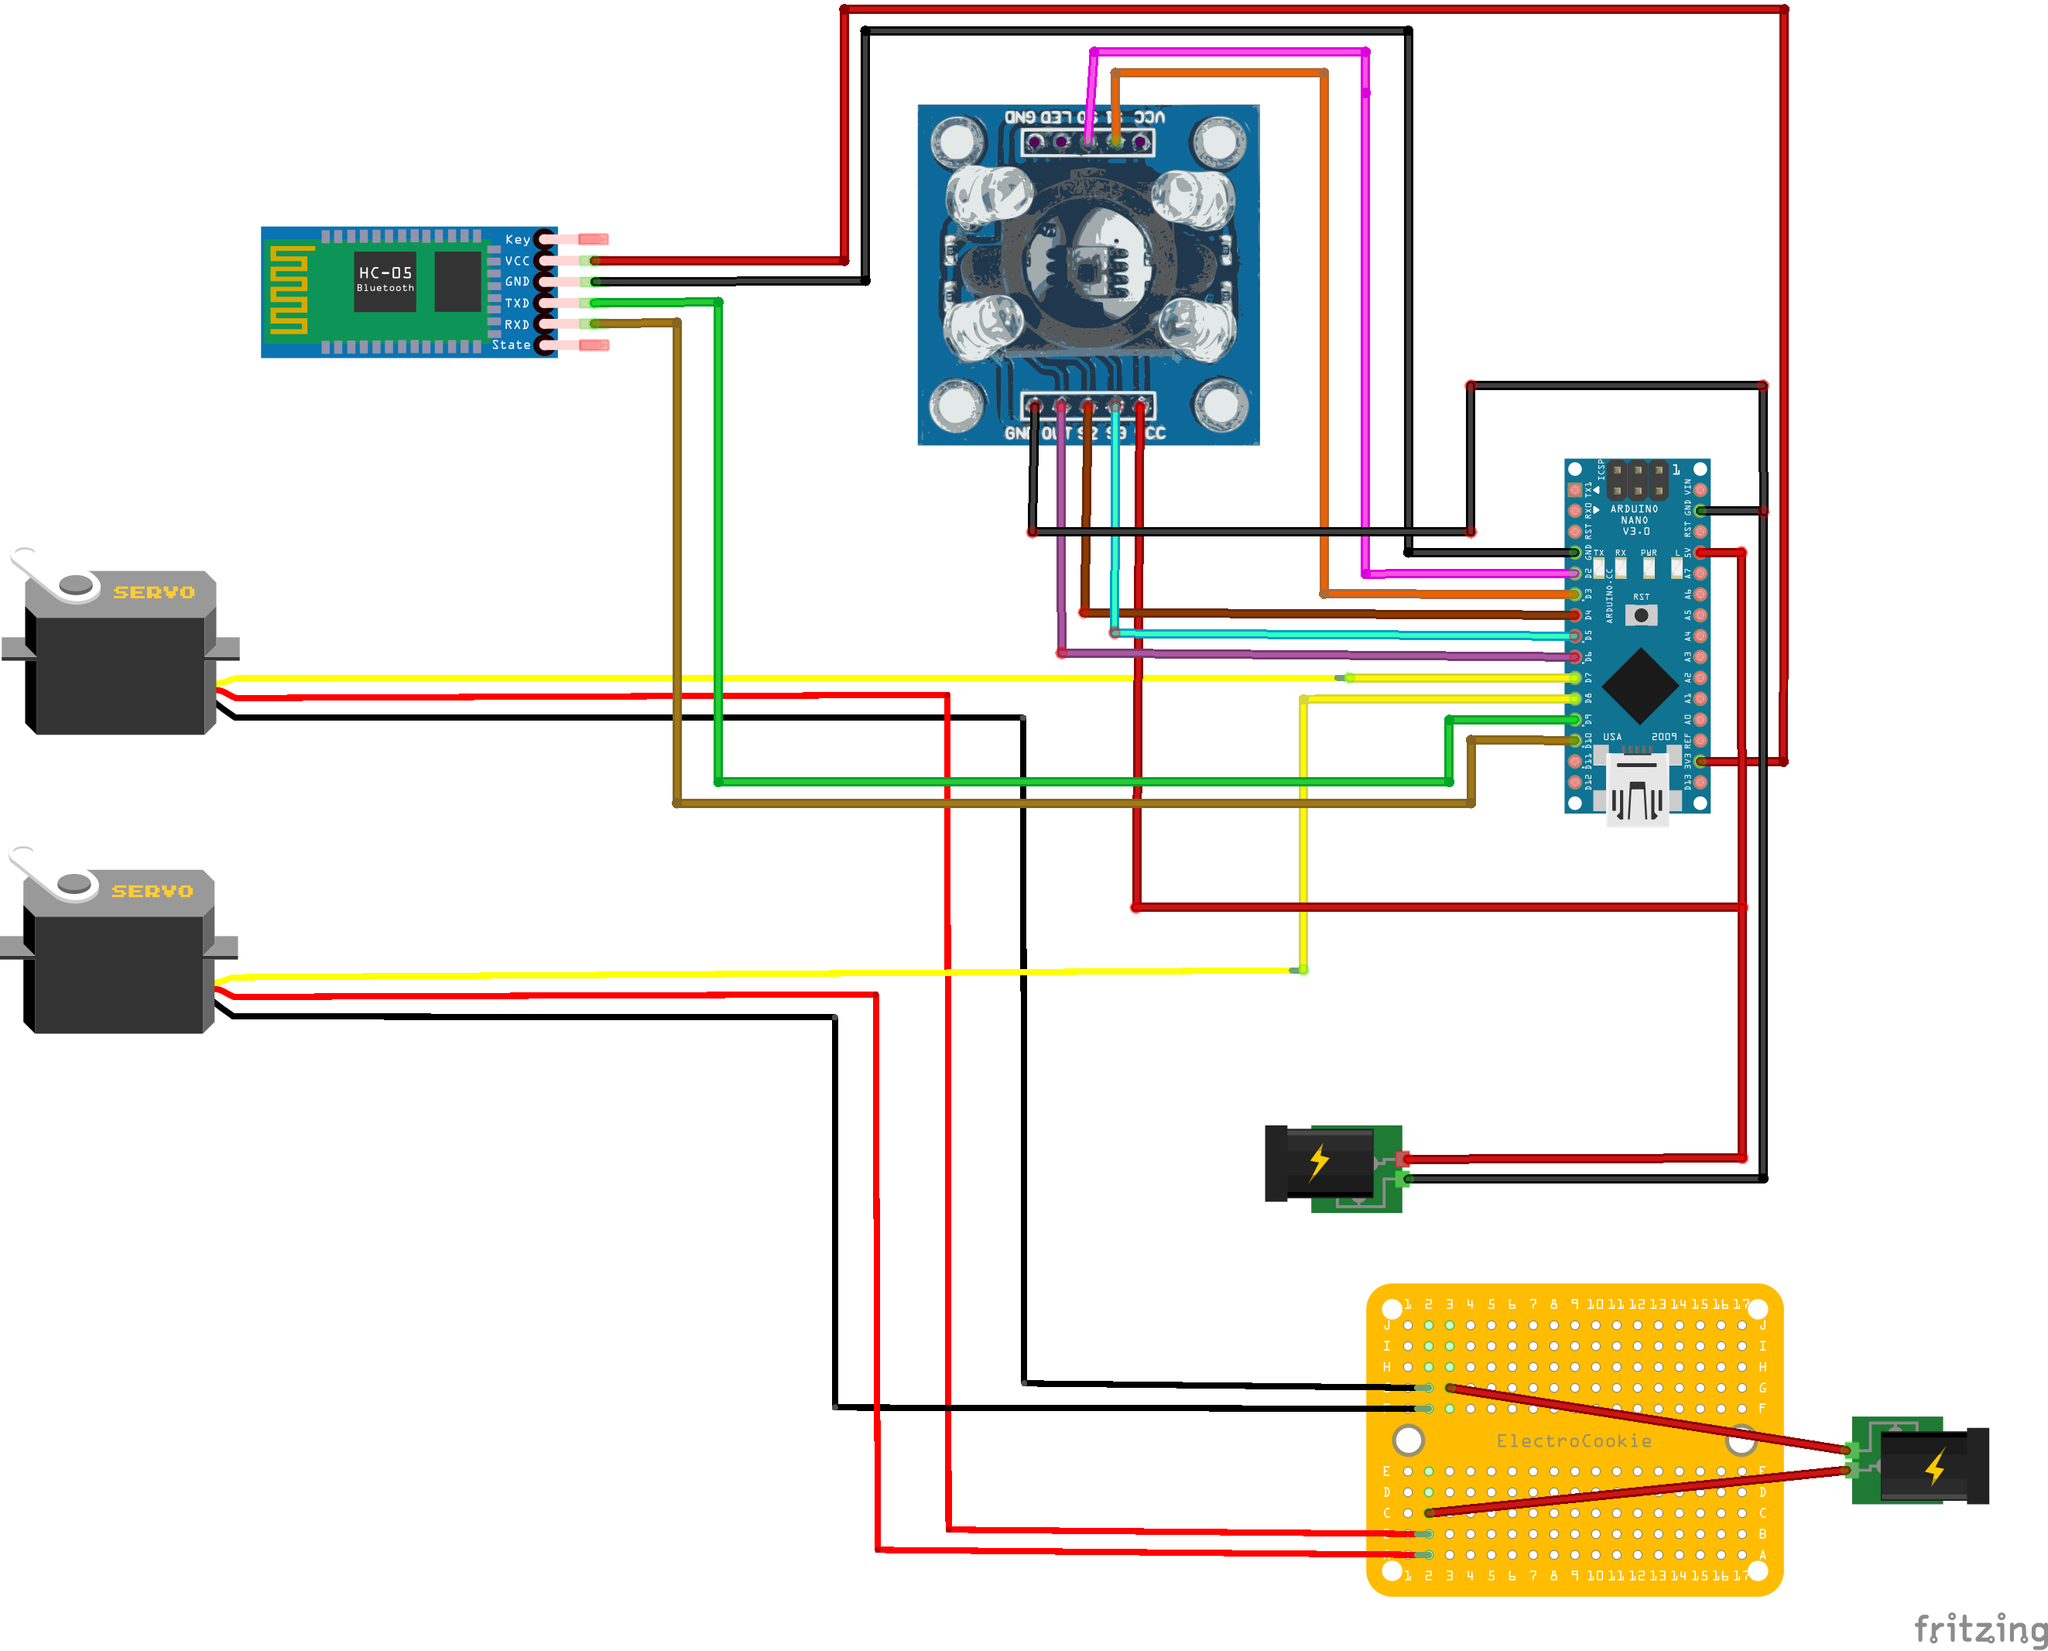 GND LED S0 S1 VCC
Key
VCC
HC-05
GND
Bluetooth
TXD
RXD
State
GND OUT S2 S3 VCC
ICSP
1
TX1
RX0
RST
GND
D2
D3
D4
D5
D6
D7
D8
D9
D10
D11
D12
ARDUINO
NANO
V3.0
TX RX PWR L
RST
ARDUINO.CC
USA 2009
VIN
GND
RST
5V
A7
A6
A5
A4
A3
A2
A1
A0
REF
3V3
D13
SERVO
SERVO
1 2 3 4 5 6 7 8 9 10 11 12 13 14 15 16 17
J J
I I
H H
G
F
ElectroCookie
E E
D D
C C
B
A
1 2 3 4 5 6 7 8 9 10 11 12 13 14 15 16 17
fritzing